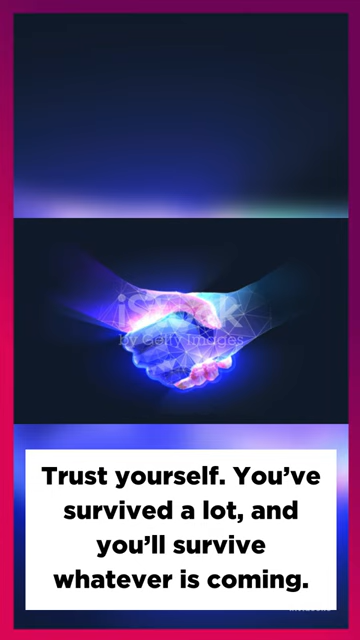 iStock
by Getty Images
Trust yourself. You’ve
survived a lot, and
you’ll survive
whatever is coming.